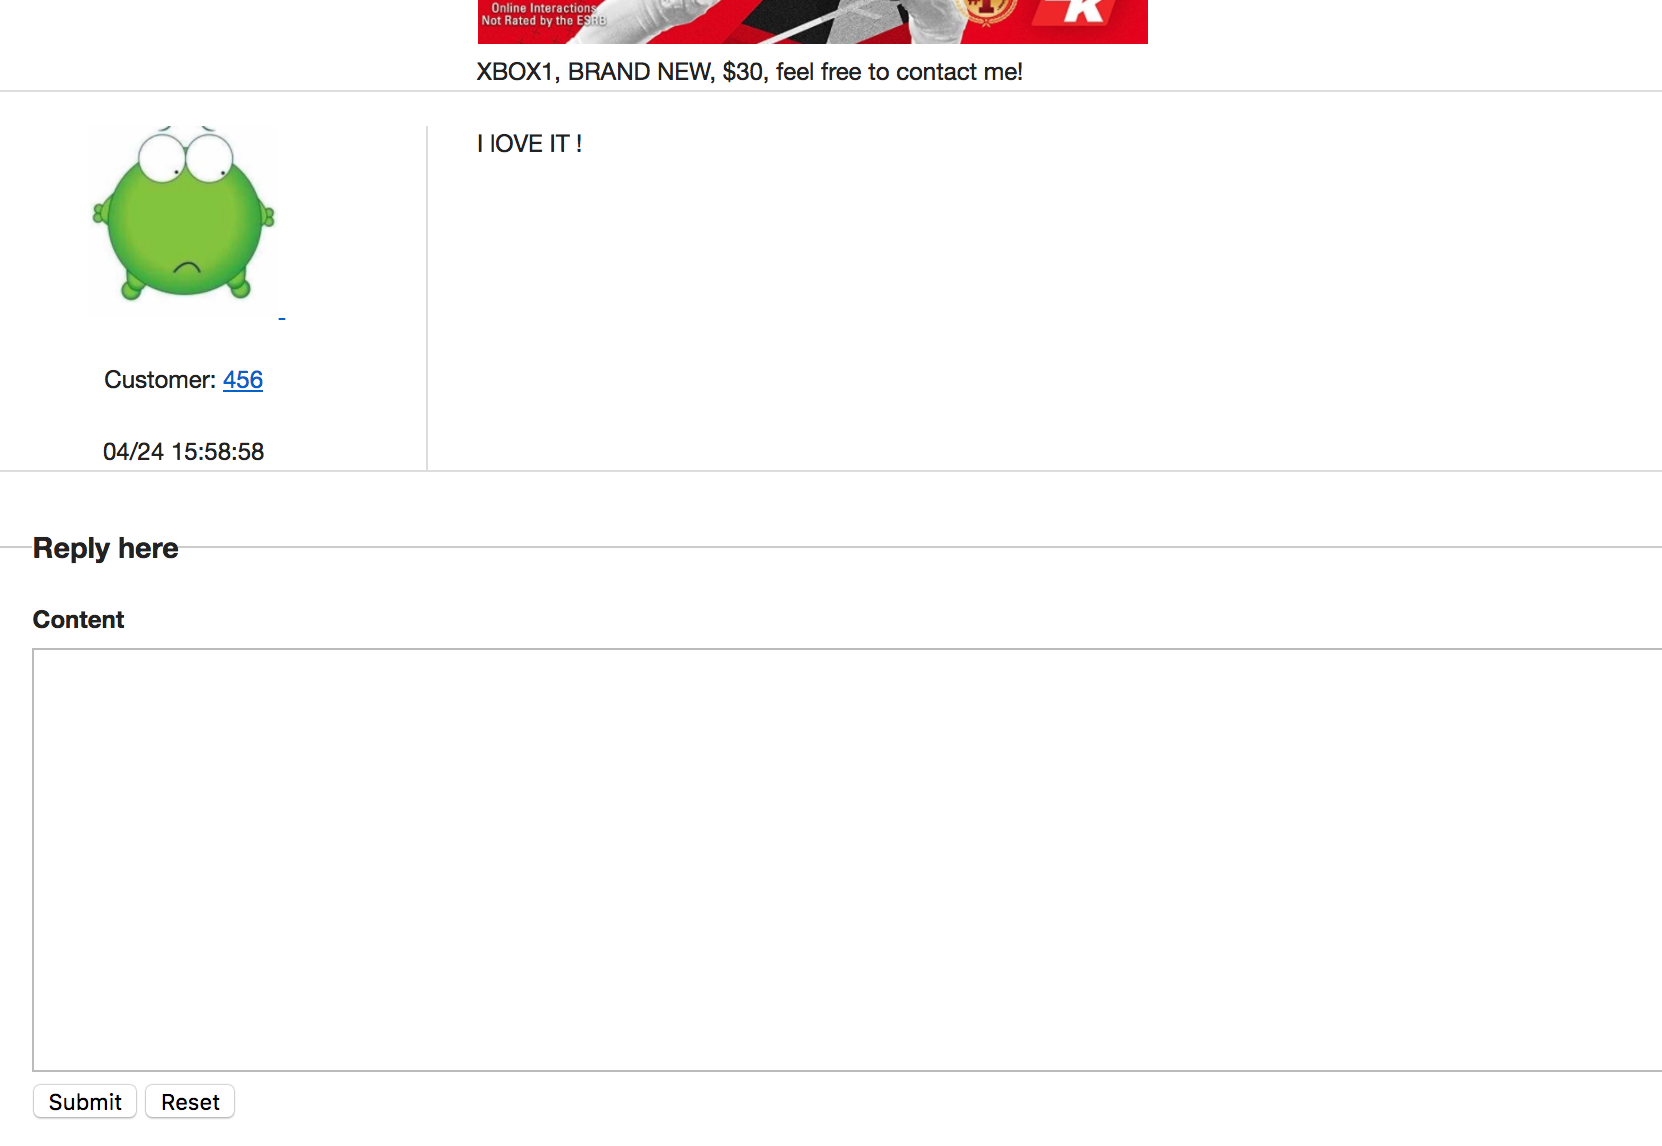 Online Interactions
Not Rated by the ESRB
XBOX1, BRAND NEW, $30, feel free to contact me!
I lOVE IT !
Customer: 456
04/24 15:58:58
Reply here
Content
Submit Reset